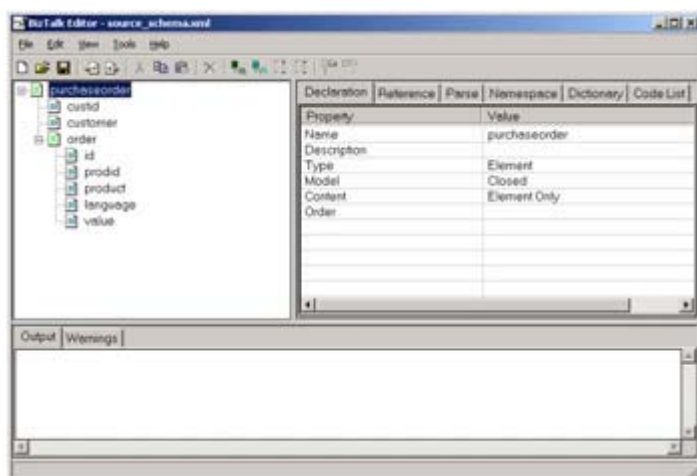 BizTalk Editor - source_schema.xml
File Edit View Tools Help
purchaseorder
custid
customer
order
id
prodid
product
language
value
Declaration Reference Parse Namespace Dictionary Code List
Property Value
Name purchaseorder
Description
Type Element
Model Closed
Content Element Only
Order
Output Warnings